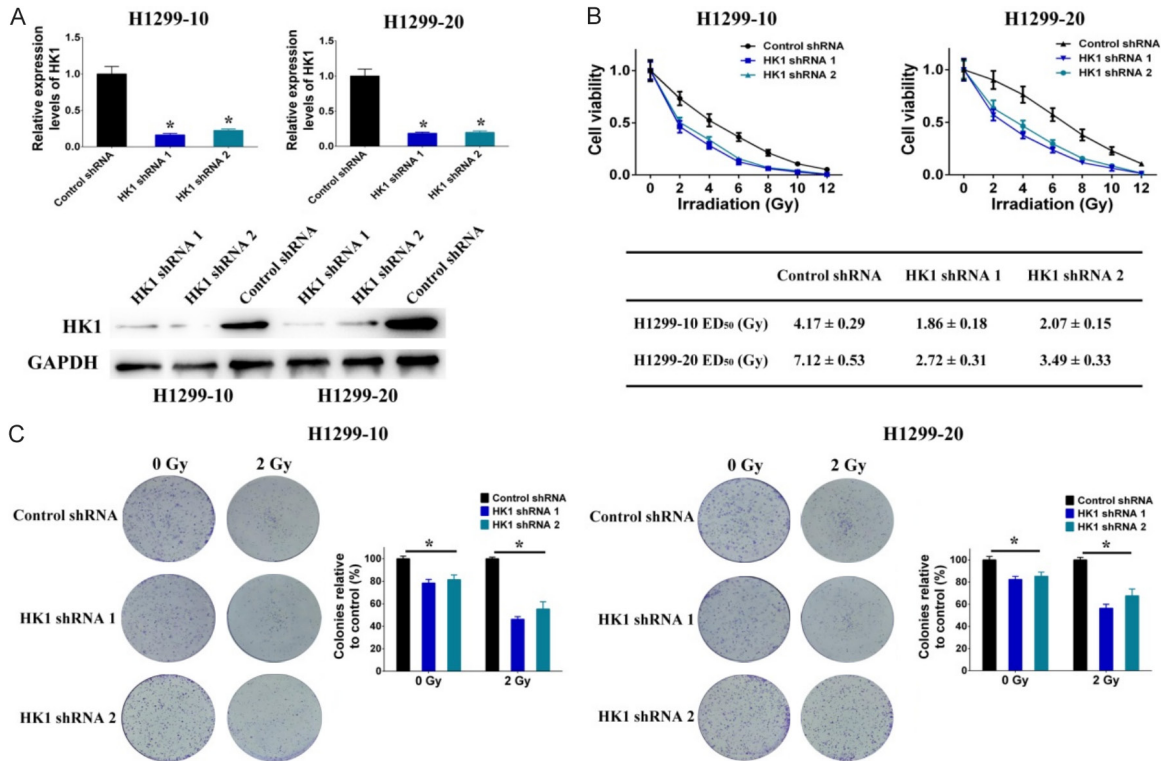 A
H1299-10
H1299-20
Relative expression
levels of HK1
1.5
1.0
0.5
0.0
*
*
Control shRNA
HK1 shRNA 1
HK1 shRNA 2
Relative expression
levels of HK1
1.5
1.0
0.5
0.0
*
*
Control shRNA
HK1 shRNA 1
HK1 shRNA 2
HK1 shRNA 1
HK1 shRNA 2
Control shRNA
HK1 shRNA 1
HK1 shRNA 2
Control shRNA
HK1
GAPDH
H1299-10
H1299-20
B
H1299-10
H1299-20
Control shRNA
HK1 shRNA 1
HK1 shRNA 2
Cell viability
1.0
0.5
0.0
0 2 4 6 8 10 12
Irradiation (Gy)
Control shRNA
HK1 shRNA 1
HK1 shRNA 2
Cell viability
1.0
0.5
0.0
0 2 4 6 8 10 12
Irradiation (Gy)
Control shRNA HK1 shRNA 1 HK1 shRNA 2
H1299-10 ED50 (Gy) 4.17 ± 0.29 1.86 ± 0.18 2.07 ± 0.15
H1299-20 ED50 (Gy) 7.12 ± 0.53 2.72 ± 0.31 3.49 ± 0.33
C
H1299-10
0 Gy 2 Gy
Control shRNA
HK1 shRNA 1
HK1 shRNA 2
Control shRNA
HK1 shRNA 1
HK1 shRNA 2
Colonies relative
to control (%)
100
80
60
40
20
0
*
*
0 Gy 2 Gy
H1299-20
0 Gy 2 Gy
Control shRNA
HK1 shRNA 1
HK1 shRNA 2
Control shRNA
HK1 shRNA 1
HK1 shRNA 2
Colonies relative
to control (%)
100
80
60
40
20
0
*
*
0 Gy 2 Gy